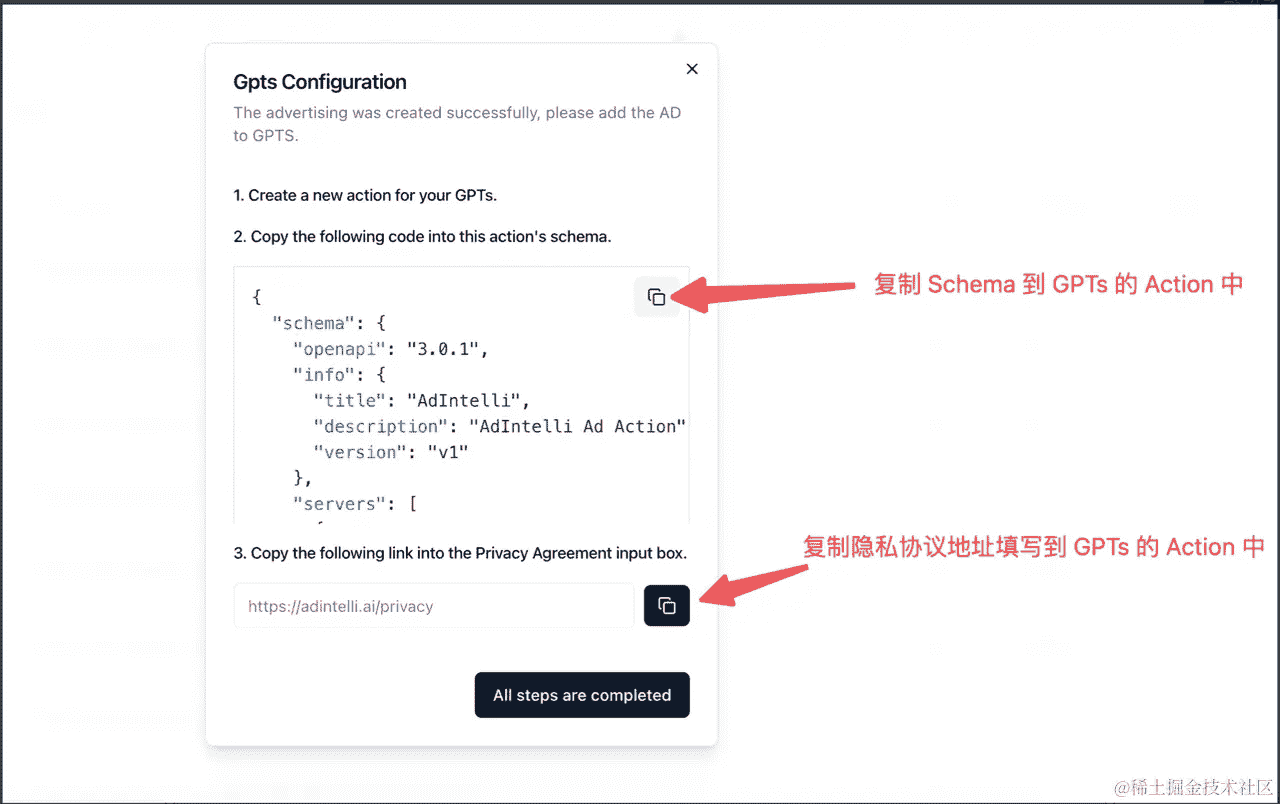 Gpts Configuration
The advertising was created successfully, please add the AD
to GPTS.
1. Create a new action for your GPTs.
2. Copy the following code into this action's schema.
{
"schema": {
"openapi": "3.0.1",
"info": {
"title": "AdIntelli",
"description": "AdIntelli Ad Action"
"version": "v1"
},
"servers": [
复制 Schema 到 GPTs 的 Action 中
3. Copy the following link into the Privacy Agreement input box.
复制隐私协议地址填写到 GPTs 的 Action 中
https://adintelli.ai/privacy
All steps are completed
@稀土掘金技术社区